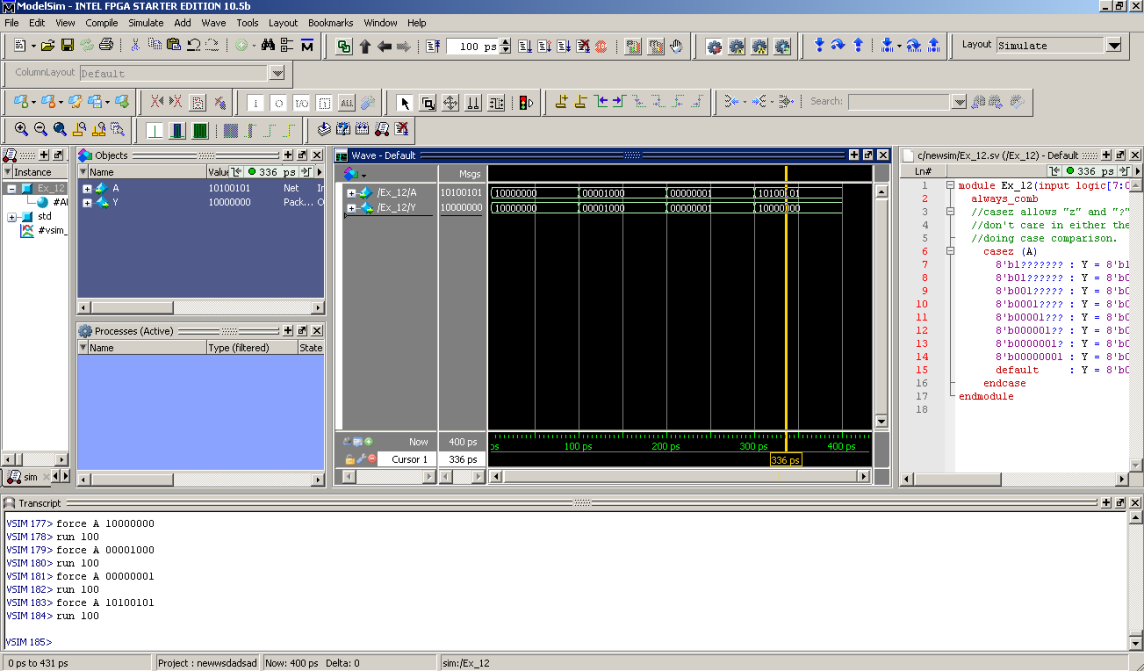 ModelSim - INTEL FPGA STARTER EDITION 10.5b
File Edit View Compile Simulate Add Wave Tools Layout Bookmarks Window Help
100 ps
Layout Simulate
ColumnLayout Default
Search:
Instance
Ex_12
#Al
std
#vsim_
sim
Objects
Name Value 336 ps
A 10100101 Net In
Y 10000000 Pack... O
Processes (Active)
Name Type (filtered) State
Wave - Default
Msgs
/Ex_12/A 10100101 10000000 00001000 00000001 10100101
/Ex_12/Y 10000000 10000000 00001000 00000001 10000000
Now 400 ps ps 100 ps 200 ps 300 ps 400 ps
Cursor 1 336 ps 336 ps
c/newsim/Ex_12.sv (/Ex_12) - Default
Ln# 336 ps
1 module Ex_12(input logic[7:0
2 always_comb
3 //casez allows "z" and "?"
4 //don't care in either the
5 //doing case comparison.
6 casez (A)
7 8'b1??????? : Y = 8'b1
8 8'b01?????? : Y = 8'b0
9 8'b001????? : Y = 8'b0
10 8'b0001???? : Y = 8'b0
11 8'b00001??? : Y = 8'b0
12 8'b000001?? : Y = 8'b0
13 8'b0000001? : Y = 8'b0
14 8'b00000001 : Y = 8'b0
15 default : Y = 8'b0
16 endcase
17 endmodule
18
Transcript
VSIM 177> force A 10000000
VSIM 178> run 100
VSIM 179> force A 00001000
VSIM 180> run 100
VSIM 181> force A 00000001
VSIM 182> run 100
VSIM 183> force A 10100101
VSIM 184> run 100
VSIM 185>
0 ps to 431 ps Project : newwsdadsad Now: 400 ps Delta: 0 sim:/Ex_12